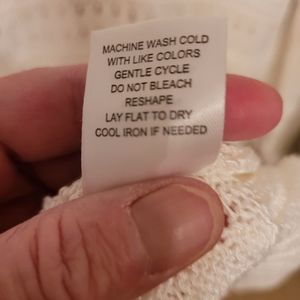 MACHINE WASH COLD
WITH LIKE COLORS
GENTLE CYCLE
DO NOT BLEACH
RESHAPE
LAY FLAT TO DRY
COOL IRON IF NEEDED